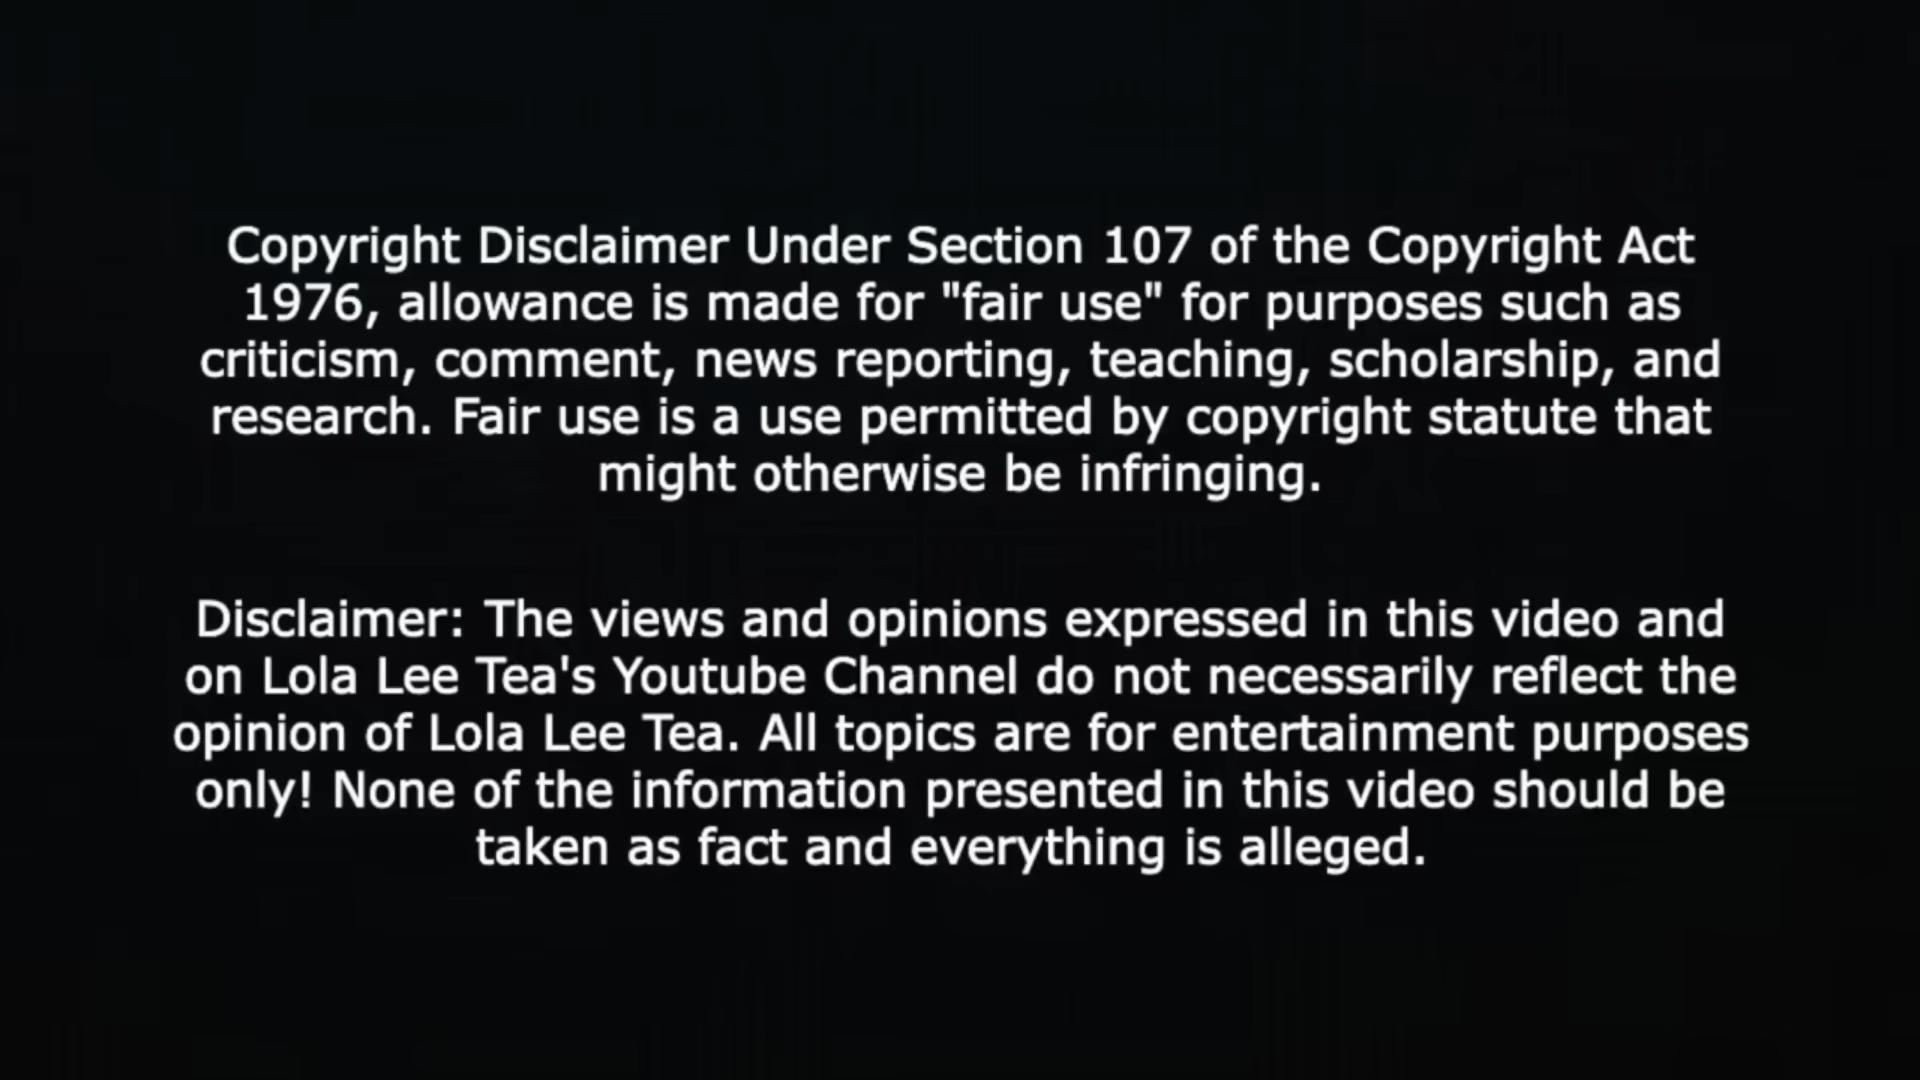 Copyright Disclaimer Under Section 107 of the Copyright Act
1976, allowance is made for "fair use" for purposes such as
criticism, comment, news reporting, teaching, scholarship, and
research. Fair use is a use permitted by copyright statute that
might otherwise be infringing.
Disclaimer: The views and opinions expressed in this video and
on Lola Lee Tea's Youtube Channel do not necessarily reflect the
opinion of Lola Lee Tea. All topics are for entertainment purposes
only! None of the information presented in this video should be
taken as fact and everything is alleged.